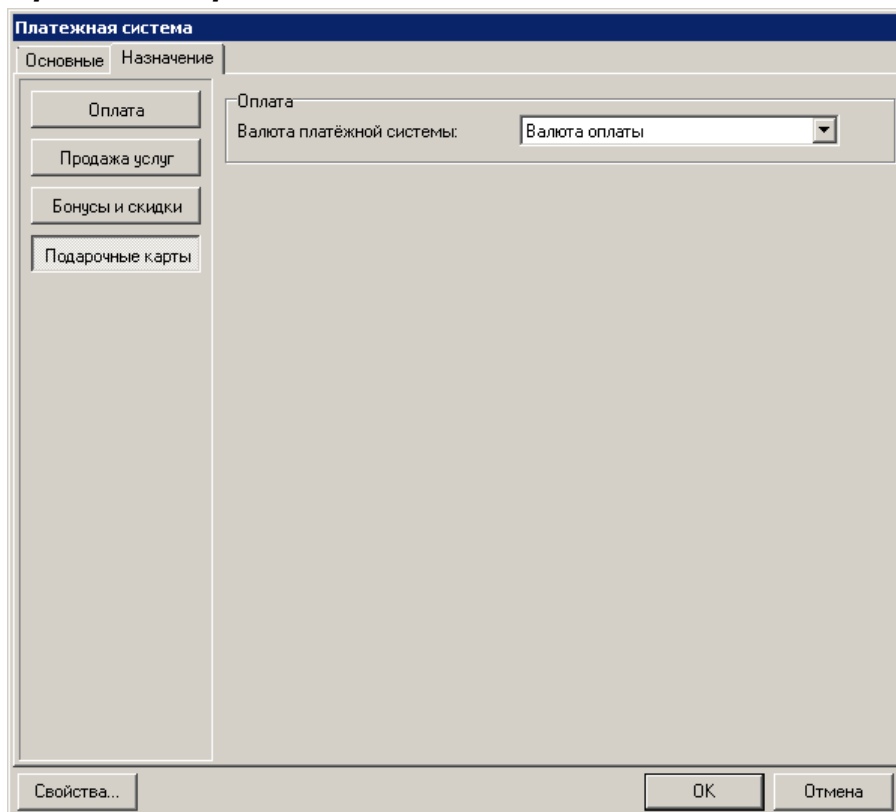 Платежная система
Основные Назначение
Оплата
Продажа услуг
Бонусы и скидки
Подарочные карты
Оплата
Валюта платёжной системы: Валюта оплаты
Свойства... OK Отмена